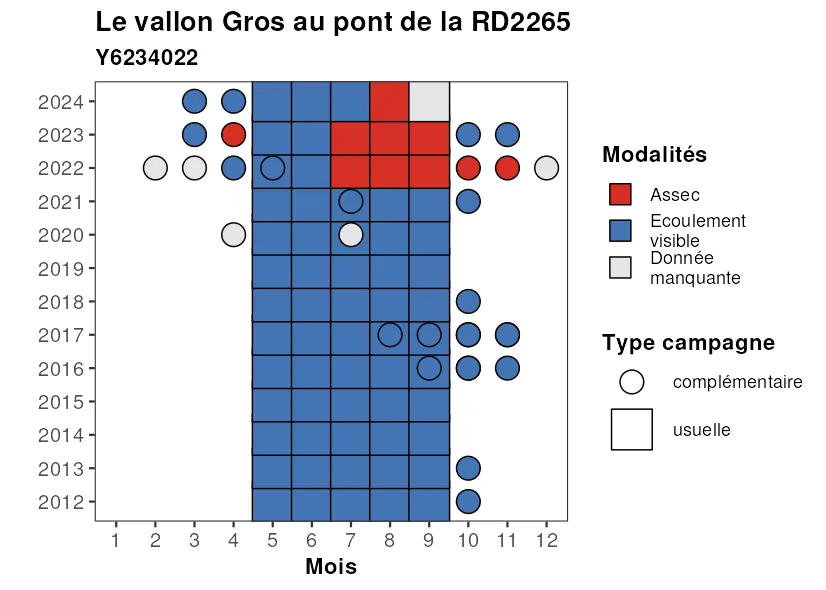 Le vallon Gros au pont de la RD2265
Y6234022
2024
2023
2022
2021
2020
2019
2018
2017
2016
2015
2014
2013
2012
1 2 3 4 5 6 7 8 9 10 11 12
Mois
Modalités
Assec
Ecoulement
visible
Donnée
manquante
Type campagne
complémentaire
usuelle